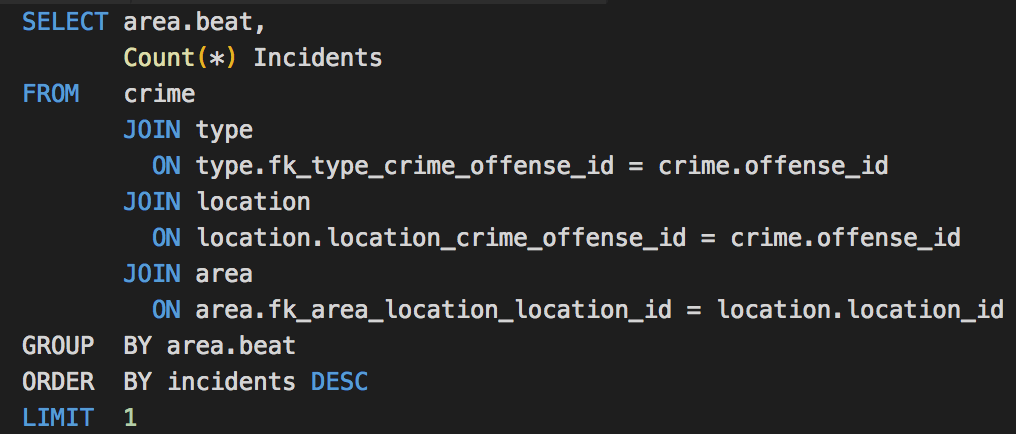 SELECT area.beat,
Count(*) Incidents
FROM crime
JOIN type
ON type.fk_type_crime_offense_id = crime.offense_id
JOIN location
ON location.location_crime_offense_id = crime.offense_id
JOIN area
ON area.fk_area_location_location_id = location.location_id
GROUP BY area.beat
ORDER BY incidents DESC
LIMIT 1